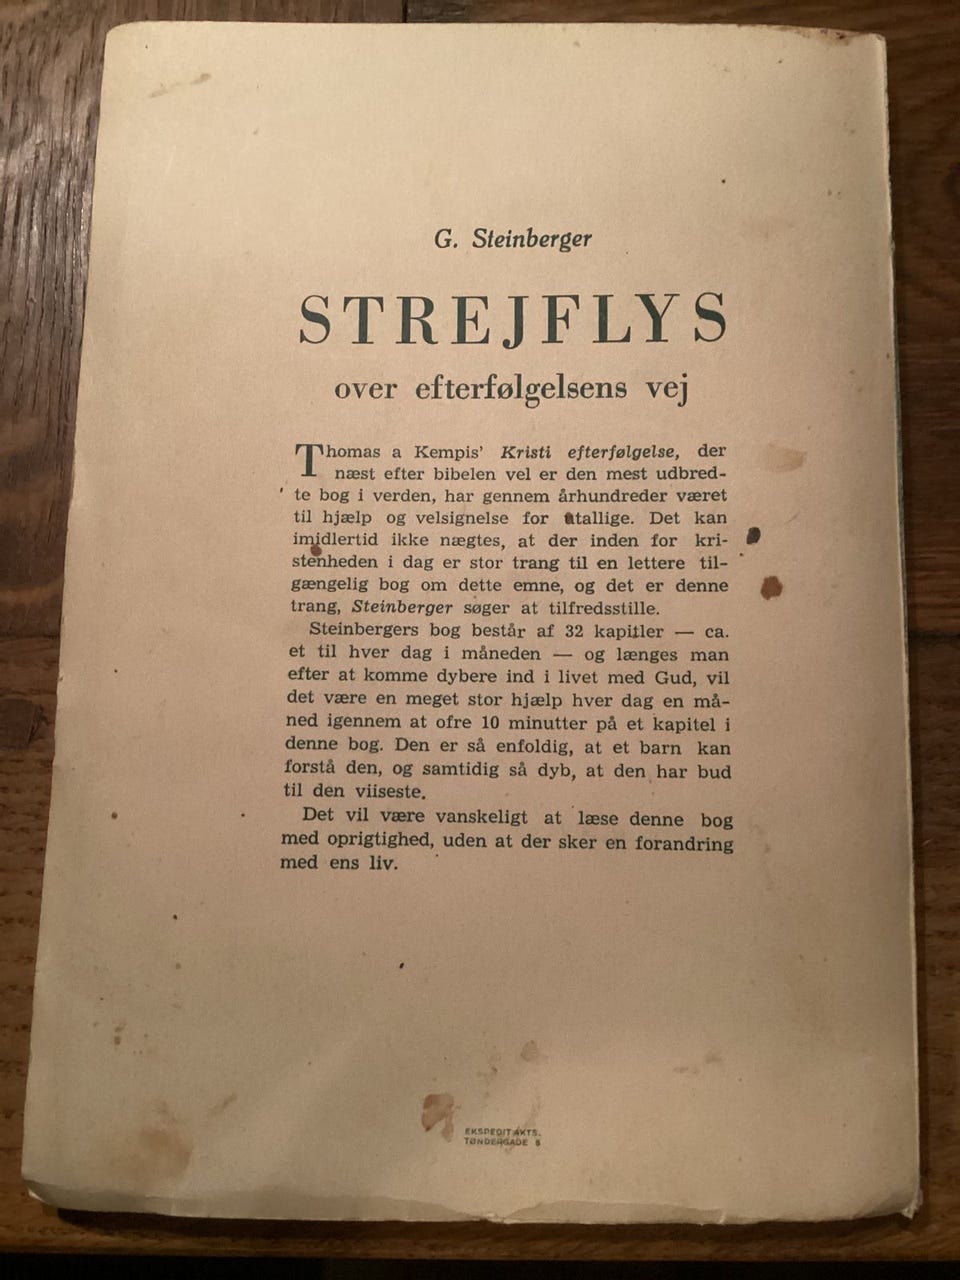 G. Steinberger
STREJFLYS
over efterfølgelsens vej
Thomas a Kempis' Kristi efterfølgelse, der
næst efter bibelen vel er den mest udbred-
te bog i verden, har gennem århundreder været
til hjælp og velsignelse for utallige. Det kan
imidlertid ikke nægtes, at der inden for kri-
stenheden i dag er stor trang til en lettere til-
gængelig bog om dette emne, og det er denne
trang, Steinberger søger at tilfredsstille.
Steinbergers bog består af 32 kapitler — ca.
et til hver dag i måneden — og længes man
efter at komme dybere ind i livet med Gud, vil
det være en meget stor hjælp hver dag en må-
ned igennem at ofre 10 minutter på et kapitel i
denne bog. Den er så enfoldig, at et barn kan
forstå den, og samtidig så dyb, at den har bud
til den viiseste.
Det vil være vanskeligt at læse denne bog
med oprigtighed, uden at der sker en forandring
med ens liv.
EKSPEDIT-AKTS.
TØNDERGADE 5